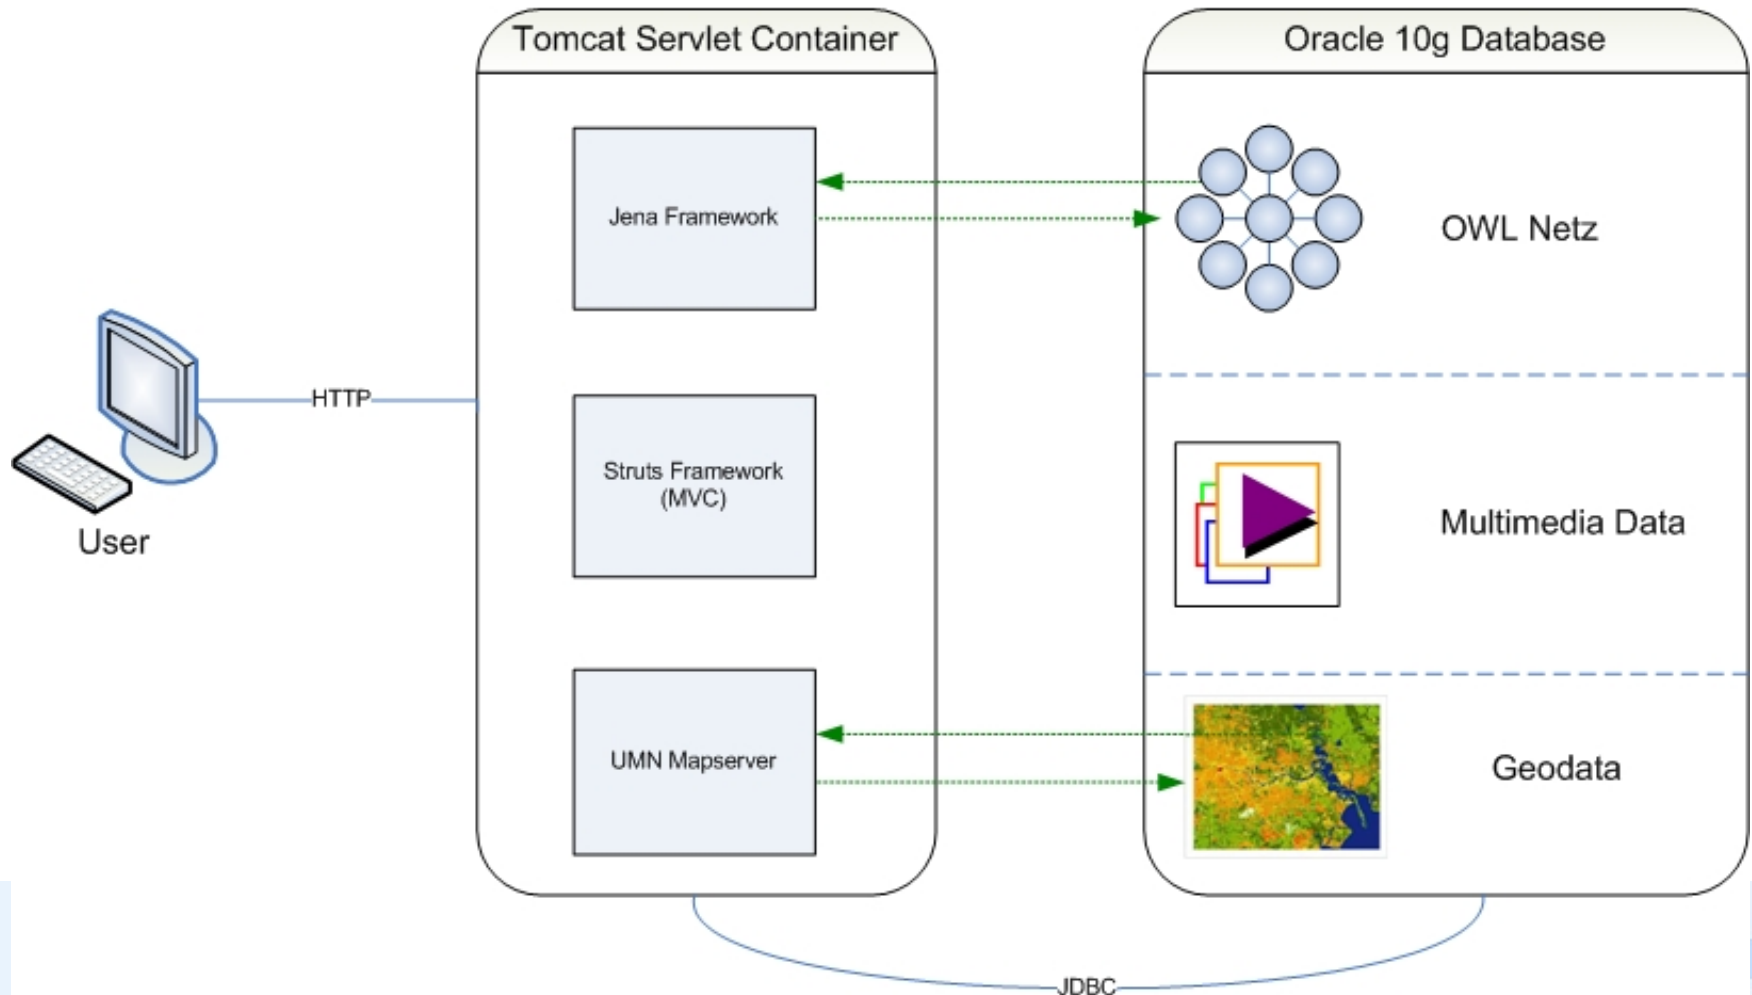 Tomcat Servlet Container
Oracle 10g Database
Jena Framework
OWL Netz
HTTP
Struts Framework
(MVC)
Multimedia Data
User
UMN Mapserver
Geodata
JDBC